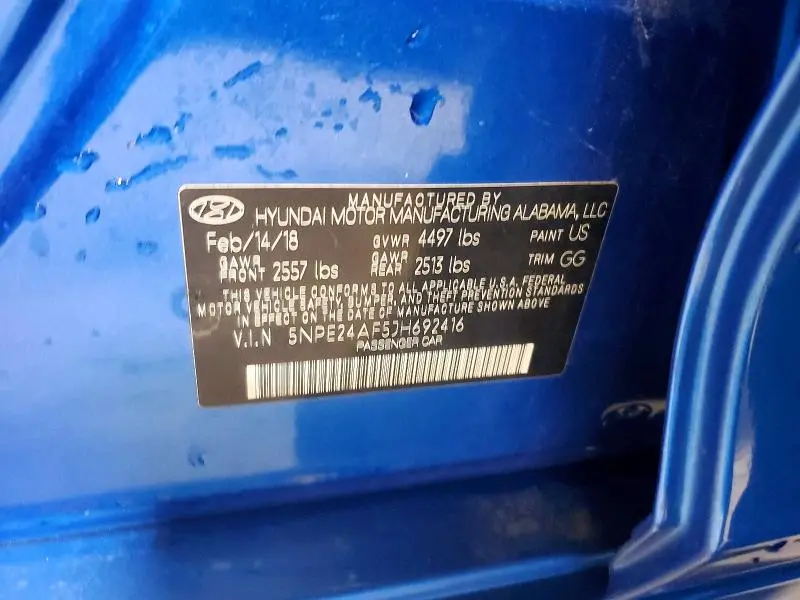 MANUFACTURED BY
HYUNDAI MOTOR MANUFACTURING ALABAMA, LLC
Feb/14/18 GVWR 4497 lbs PAINT US
GAWR FRONT 2557 lbs GAWR REAR 2513 lbs TRIM GG
THIS VEHICLE CONFORMS TO ALL APPLICABLE U.S.A. FEDERAL
MOTOR VEHICLE SAFETY, BUMPER, AND THEFT PREVENTION STANDARDS
IN EFFECT ON THE DATE OF MANUFACTURE SHOWN ABOVE
V.I.N 5NPE24AF5JH692416
PASSENGER CAR